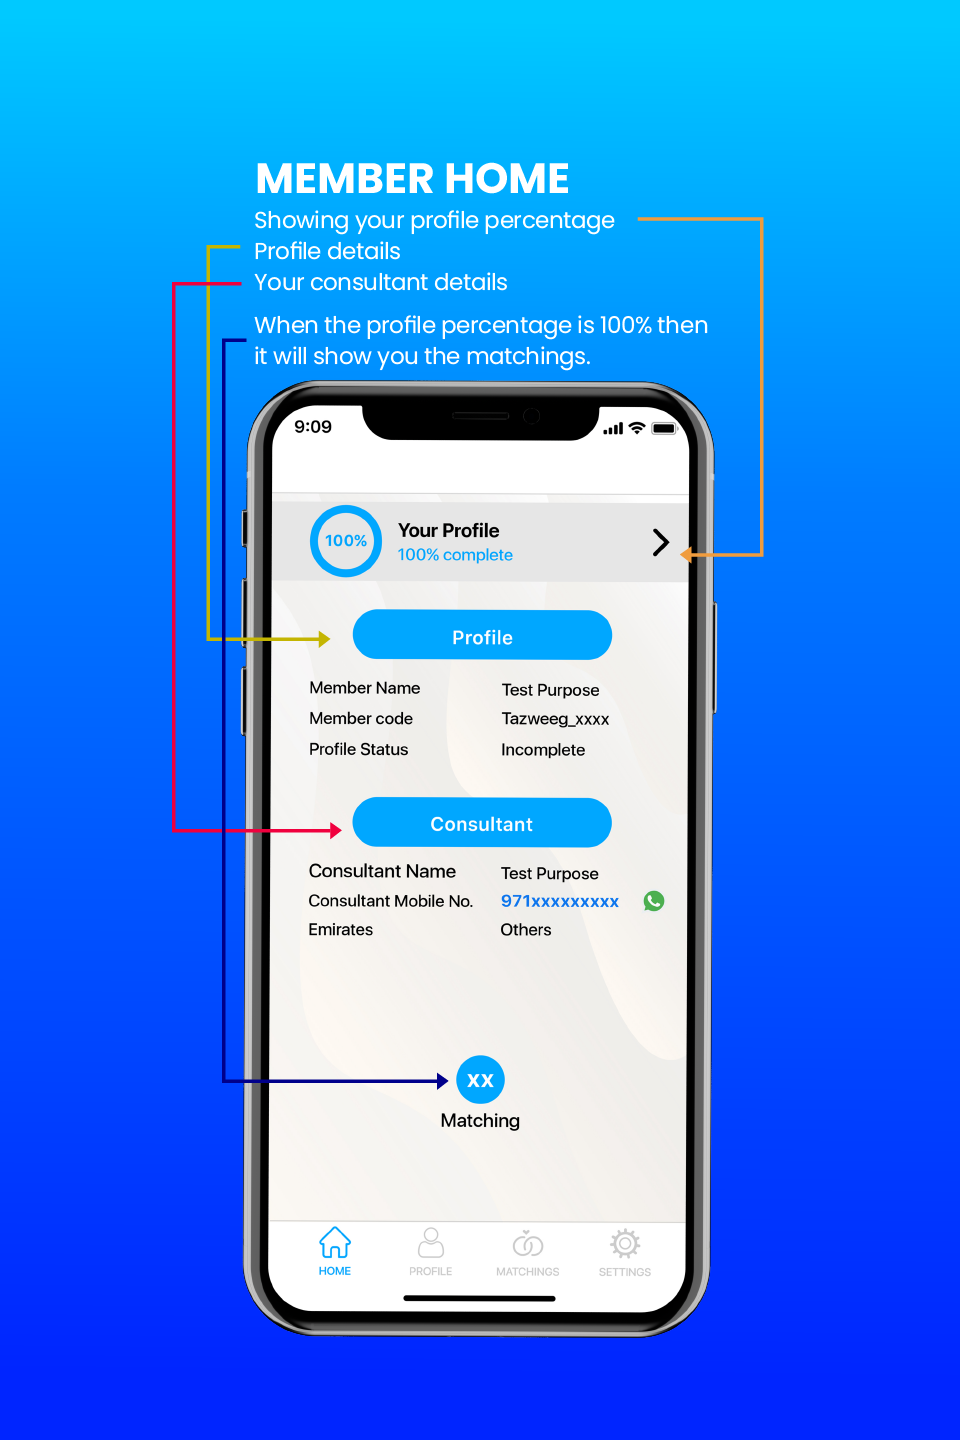 MEMBER HOME
Showing your profile percentage
Profile details
Your consultant details
When the profile percentage is 100% then
it will show you the matchings.
9:09
100%
Your Profile
100% complete
Profile
Member Name Test Purpose
Member code Tazweeg_xxxx
Profile Status Incomplete
Consultant
Consultant Name Test Purpose
Consultant Mobile No. 971xxxxxxxxx
Emirates Others
xx
Matching
HOME PROFILE MATCHINGS SETTINGS